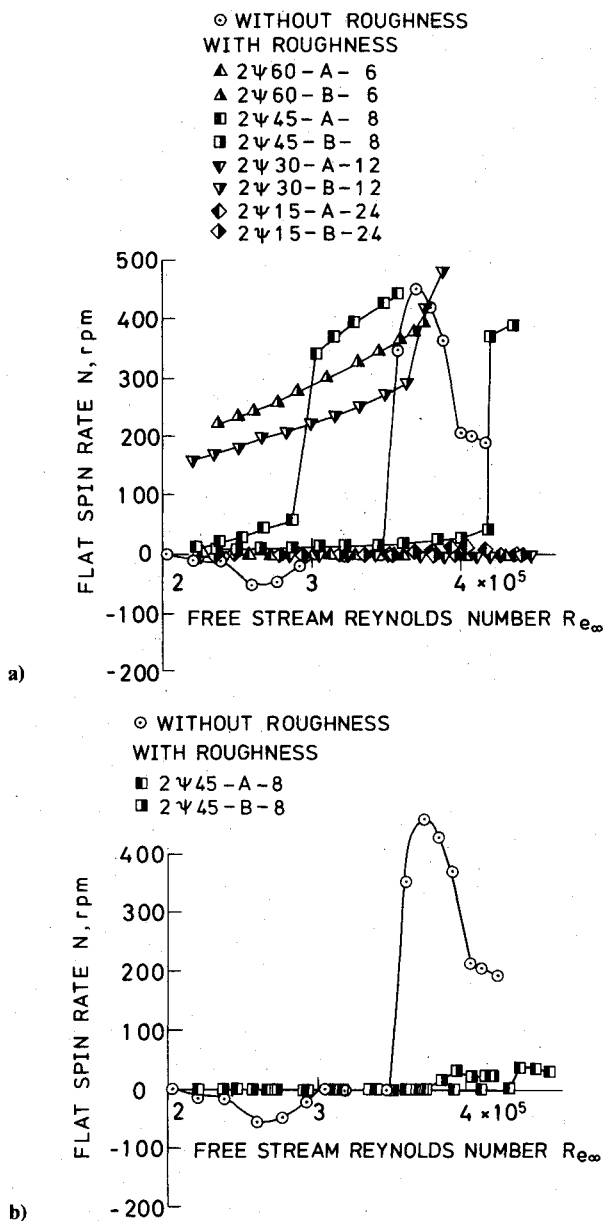 ⊙ WITHOUT ROUGHNESS
WITH ROUGHNESS
2Ψ60-A- 6
2Ψ60-B- 6
2Ψ45-A- 8
2Ψ45-B- 8
2Ψ30-A-12
2Ψ30-B-12
2Ψ15-A-24
2Ψ15-B-24
500
400
300
200
100
0
-100
-200
FLAT SPIN RATE N, rpm
2
3
4 ×10⁵
FREE STREAM REYNOLDS NUMBER Re∞
a)
⊙ WITHOUT ROUGHNESS
WITH ROUGHNESS
2Ψ45-A-8
2Ψ45-B-8
400
300
200
100
0
-100
-200
FLAT SPIN RATE N, rpm
2
3
4 ×10⁵
FREE STREAM REYNOLDS NUMBER Re∞
b)